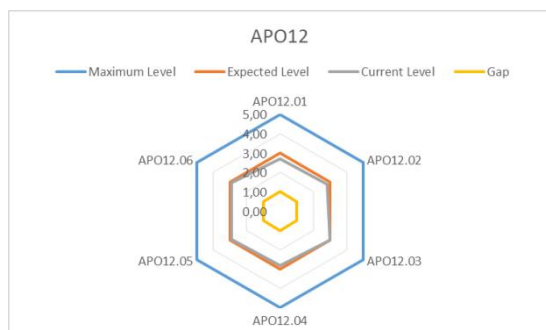 APO12
Maximum Level Expected Level Current Level Gap
APO12.01
5,00
4,00
3,00
2,00
1,00
0,00
APO12.06
APO12.02
APO12.05
APO12.03
APO12.04